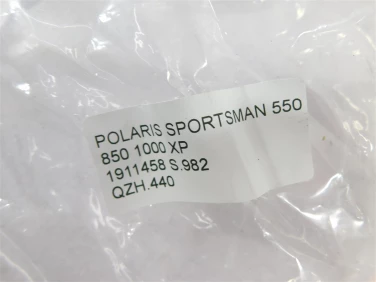 POLARIS SPORTSMAN 550
850 1000 XP
1911458 S.982
QZH.440